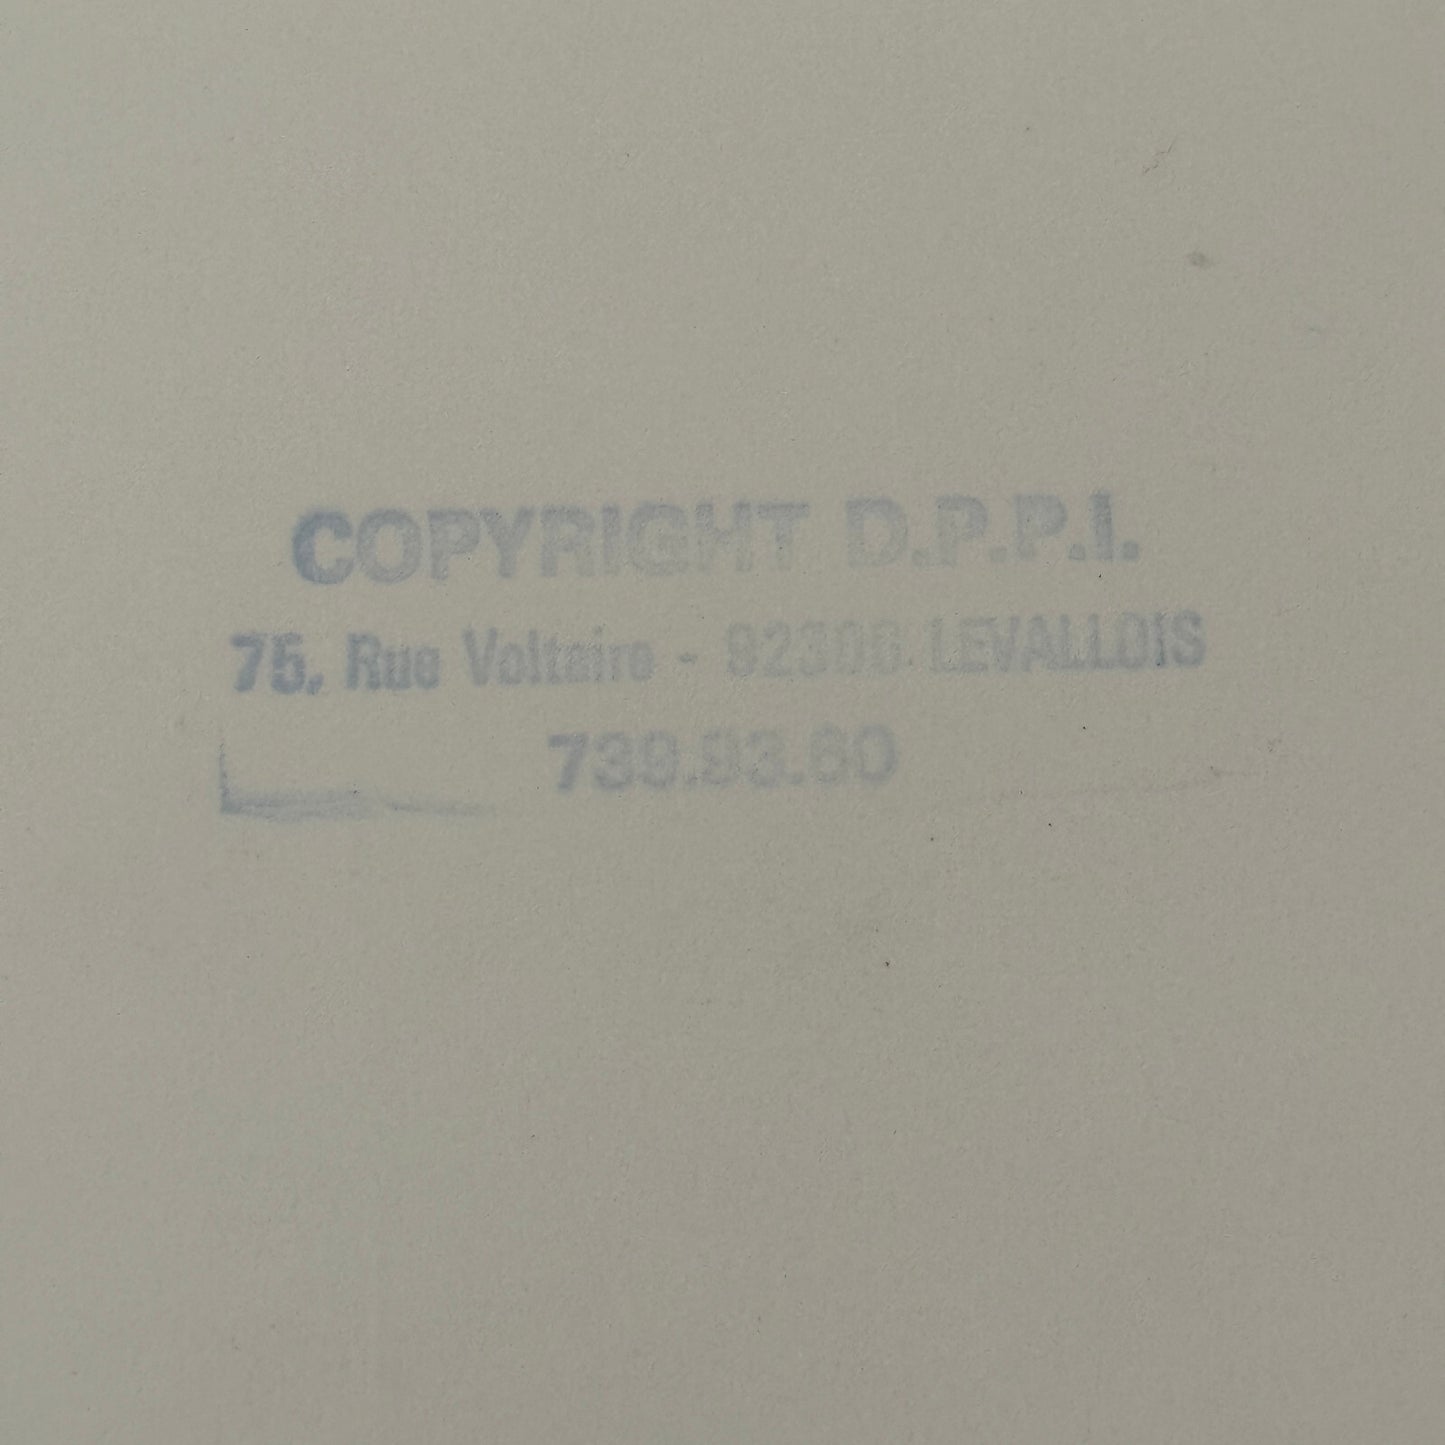 COPYRIGHT D.P.P.I.
75, Rue Voltaire - 92300 LEVALLOIS
739.93.60